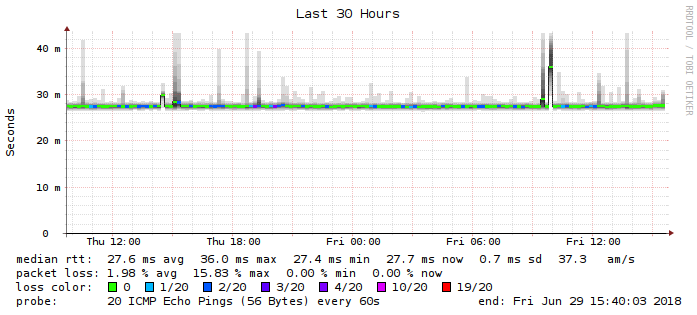 Last 30 Hours
RRDTOOL / TOBI OETIKER
Seconds
40 m
30 m
20 m
10 m
0
Thu 12:00 Thu 18:00 Fri 00:00 Fri 06:00 Fri 12:00
median rtt: 27.6 ms avg 36.0 ms max 27.4 ms min 27.7 ms now 0.7 ms sd 37.3 am/s
packet loss: 1.98 % avg 15.83 % max 0.00 % min 0.00 % now
loss color: 0 1/20 2/20 3/20 4/20 10/20 19/20
probe: 20 ICMP Echo Pings (56 Bytes) every 60s end: Fri Jun 29 15:40:03 2018